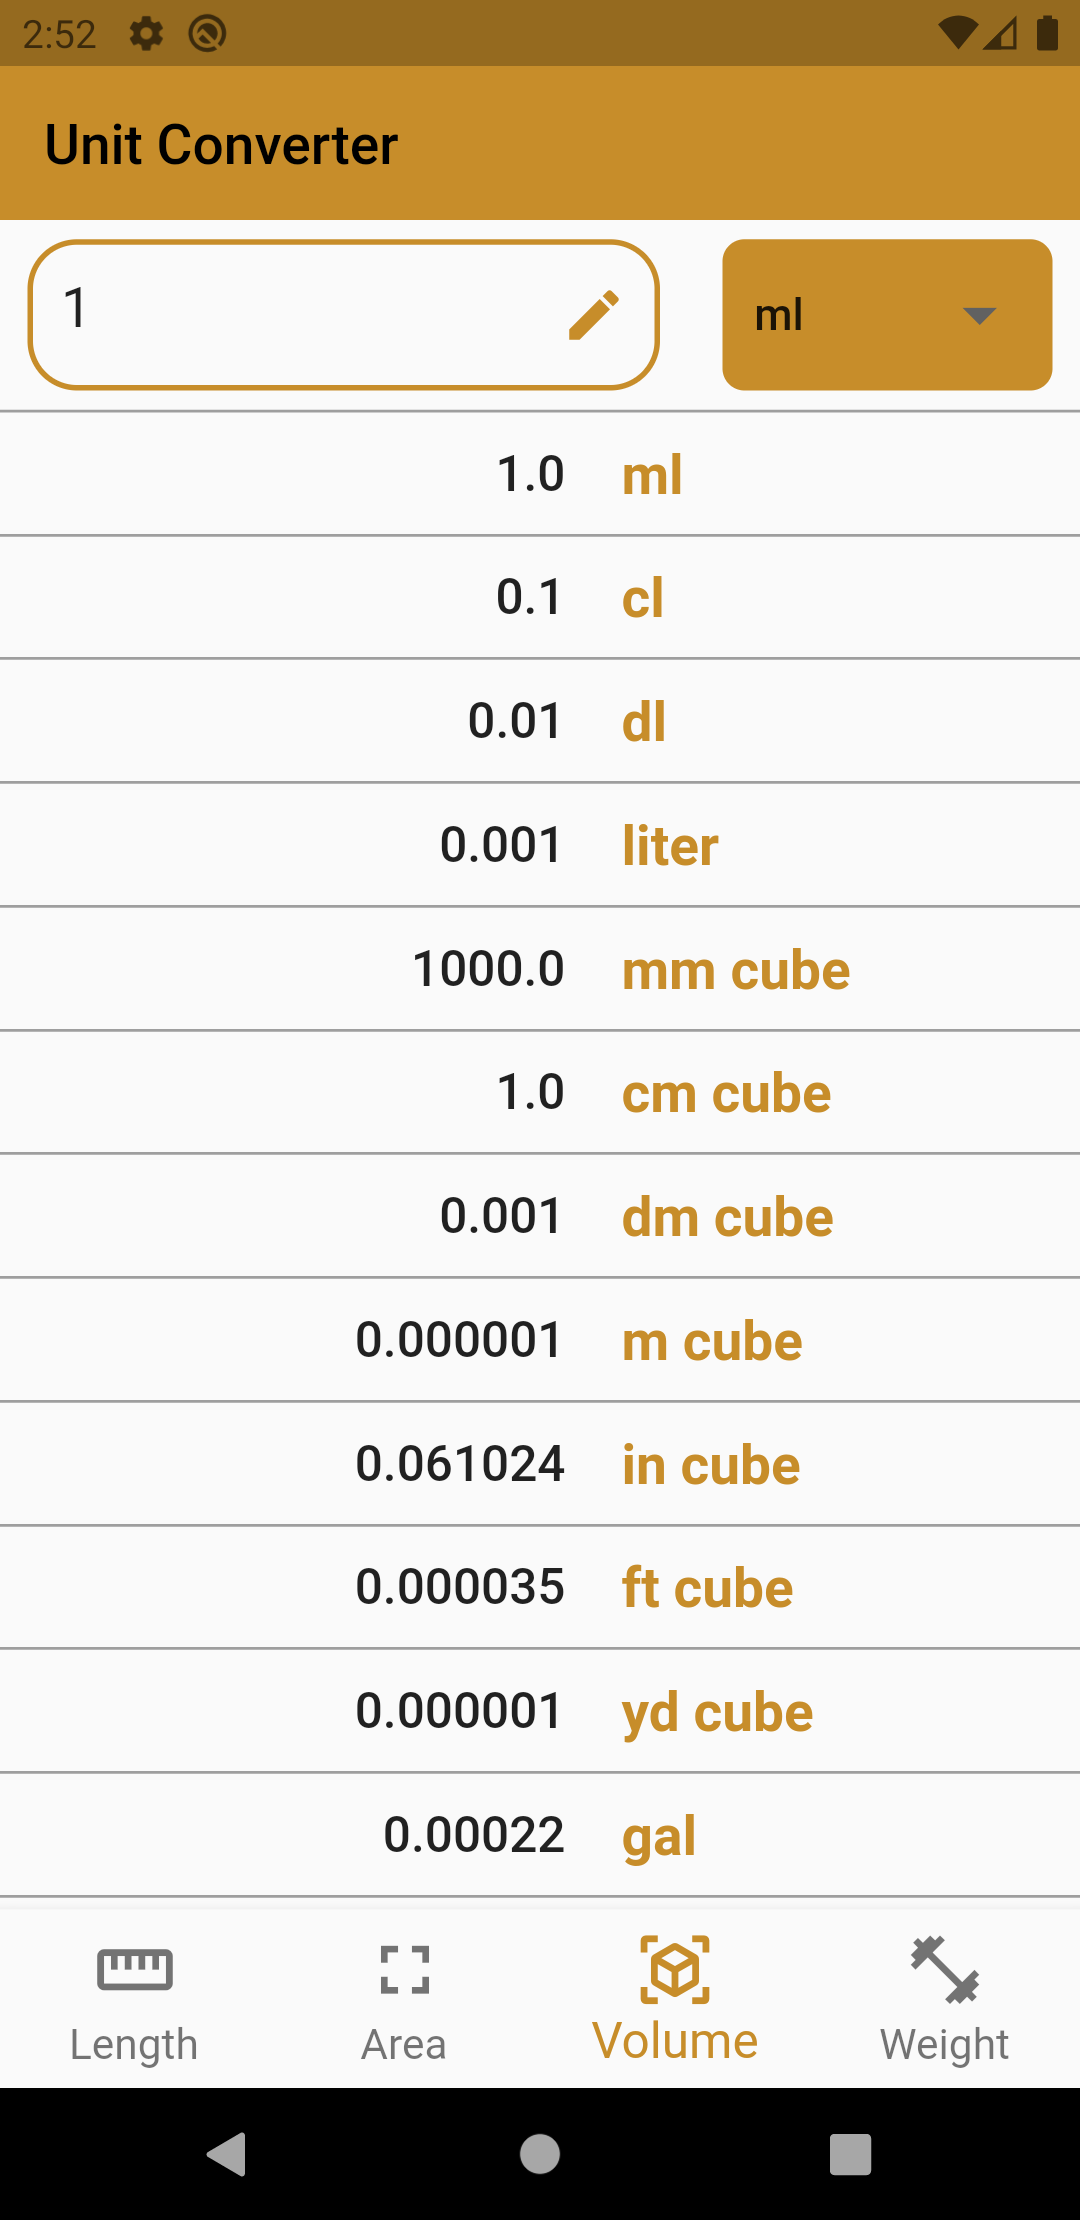 2:52
Unit Converter
1
ml
1.0 ml
0.1 cl
0.01 dl
0.001 liter
1000.0 mm cube
1.0 cm cube
0.001 dm cube
0.000001 m cube
0.061024 in cube
0.000035 ft cube
0.000001 yd cube
0.00022 gal
Length Area Volume Weight